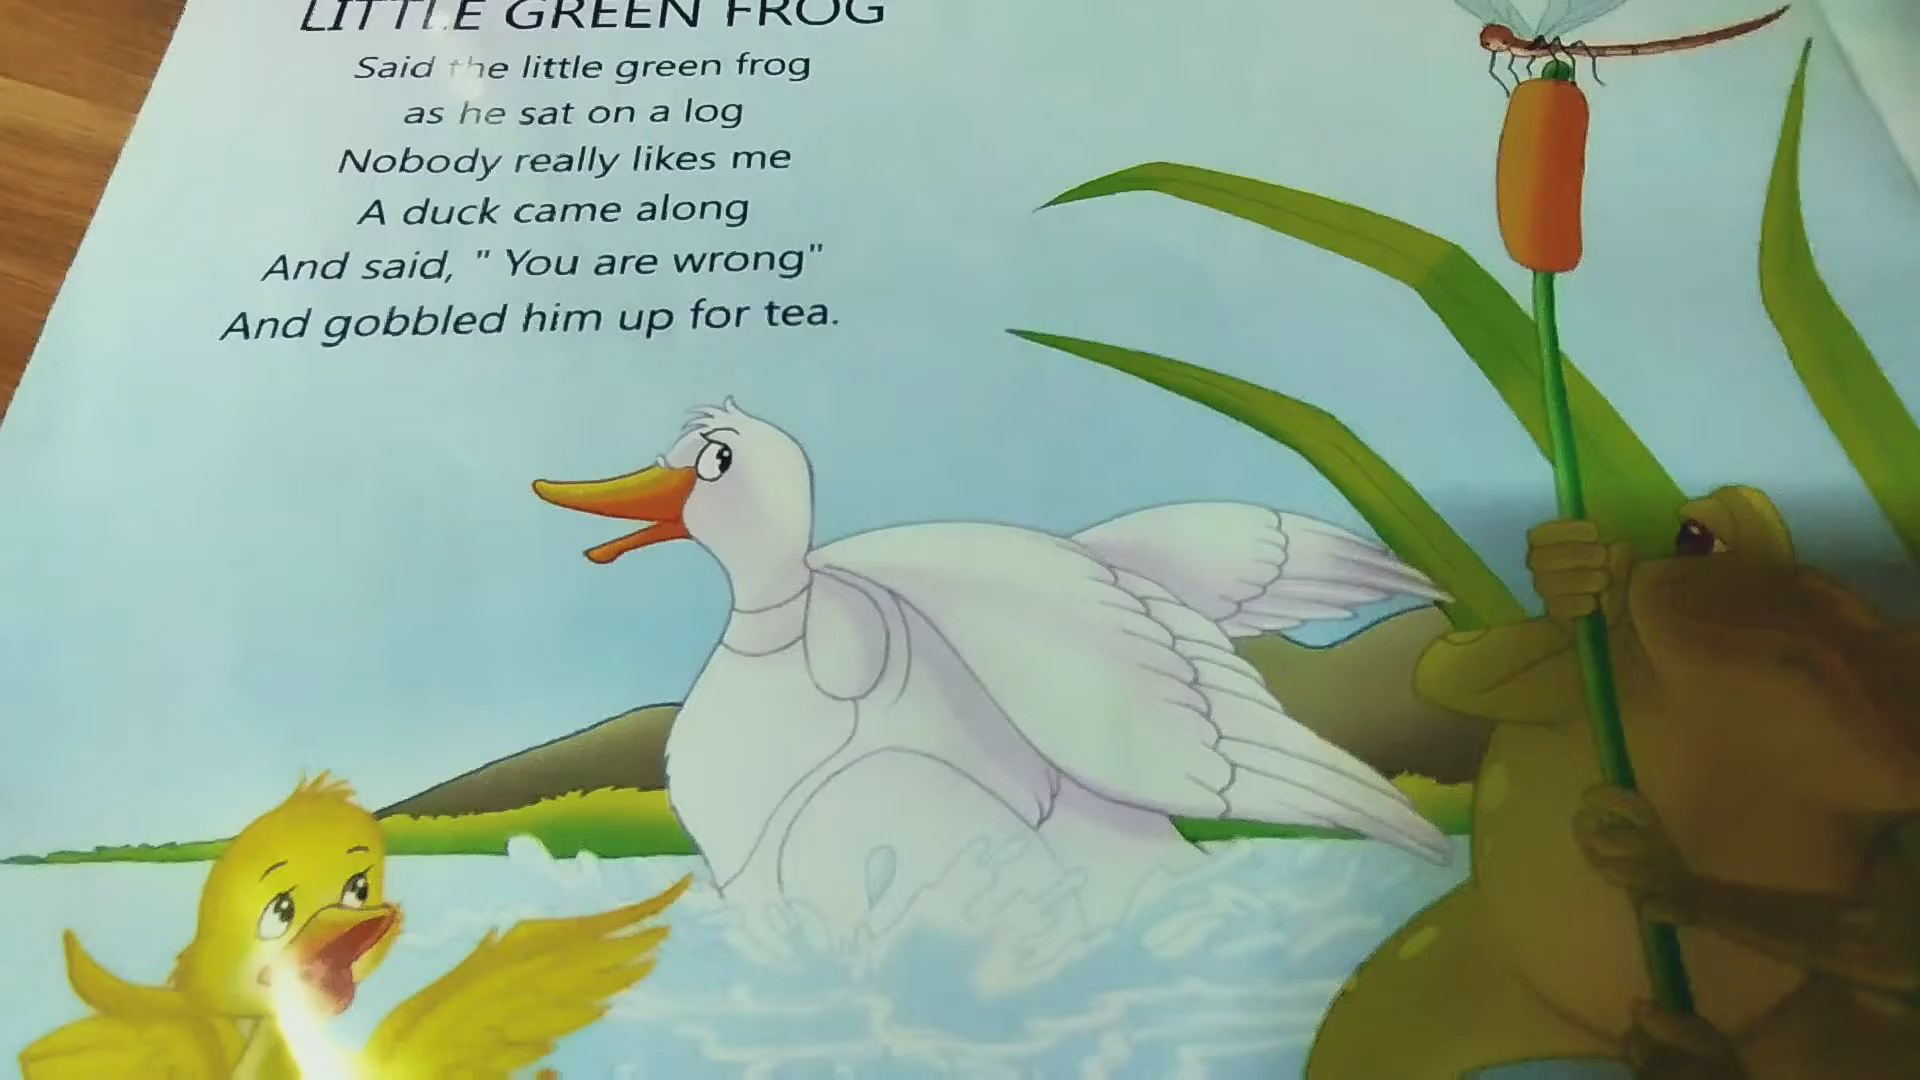 LITTLE GREEN FROG
Said the little green frog
as he sat on a log
Nobody really likes me
A duck came along
And said, " You are wrong"
And gobbled him up for tea.